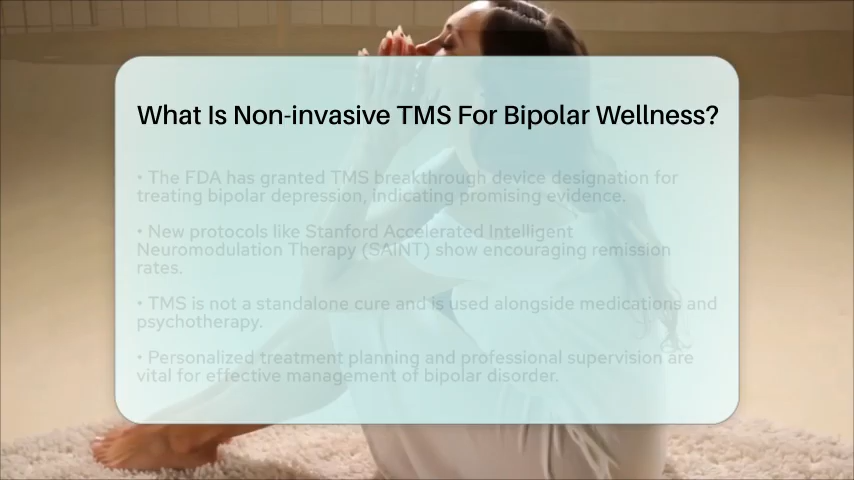 What Is Non-invasive TMS For Bipolar Wellness?
• The FDA has granted TMS breakthrough device designation for
treating bipolar depression, indicating promising evidence.
• New protocols like Stanford Accelerated Intelligent
Neuromodulation Therapy (SAINT) show encouraging remission
rates.
• TMS is not a standalone cure and is used alongside medications and
psychotherapy.
• Personalized treatment planning and professional supervision are
vital for effective management of bipolar disorder.